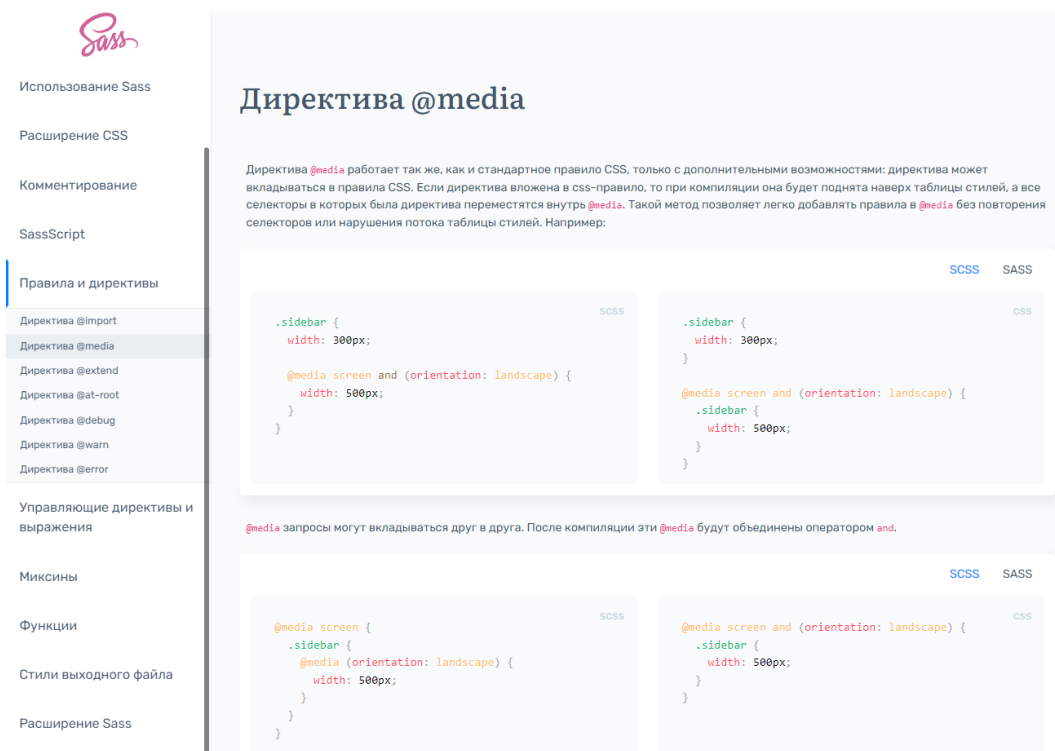 Sass
Использование Sass
Расширение CSS
Комментирование
SassScript
Правила и директивы
Директива @import
Директива @media
Директива @extend
Директива @at-root
Директива @debug
Директива @warn
Директива @error
Управляющие директивы и
выражения
Миксины
Функции
Стили выходного файла
Расширение Sass
Директива @media
Директива @media работает так же, как и стандартное правило CSS, только с дополнительными возможностями: директива может
вкладываться в правила CSS. Если директива вложена в css-правило, то при компиляции она будет поднята наверх таблицы стилей, а все
селекторы в которых была директива переместятся внутрь @media. Такой метод позволяет легко добавлять правила в @media без повторения
селекторов или нарушения потока таблицы стилей. Например:
SCSS SASS
SCSS
.sidebar {
  width: 300px;

  @media screen and (orientation: landscape) {
    width: 500px;
  }
}
CSS
.sidebar {
  width: 300px;
}

@media screen and (orientation: landscape) {
  .sidebar {
    width: 500px;
  }
}
@media запросы могут вкладываться друг в друга. После компиляции эти @media будут объединены оператором and.
SCSS SASS
SCSS
@media screen {
  .sidebar {
    @media (orientation: landscape) {
      width: 500px;
    }
  }
}
CSS
@media screen and (orientation: landscape) {
  .sidebar {
    width: 500px;
  }
}